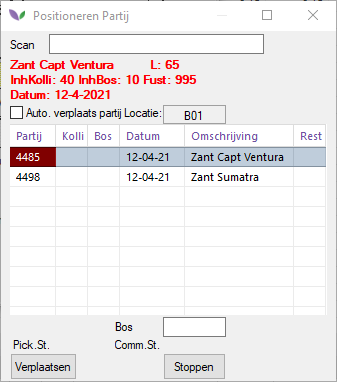 Positioneren Partij
Scan
Zant Capt Ventura L: 65
InhKolli: 40 InhBos: 10 Fust: 995
Datum: 12-4-2021
Auto. verplaats partij Locatie: B01
Partij Kolli Bos Datum Omschrijving Rest
4485 12-04-21 Zant Capt Ventura
4498 12-04-21 Zant Sumatra
Bos
Pick.St. Comm.St.
Verplaatsen Stoppen